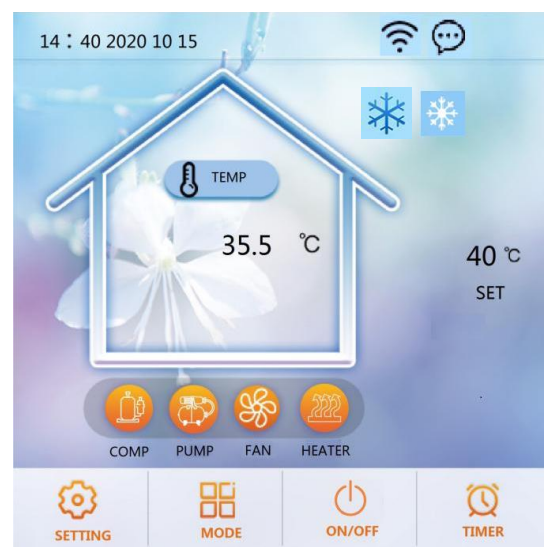 14：40 2020 10 15
TEMP
35.5 ℃
40 ℃
SET
COMP PUMP FAN HEATER
SETTING MODE ON/OFF TIMER